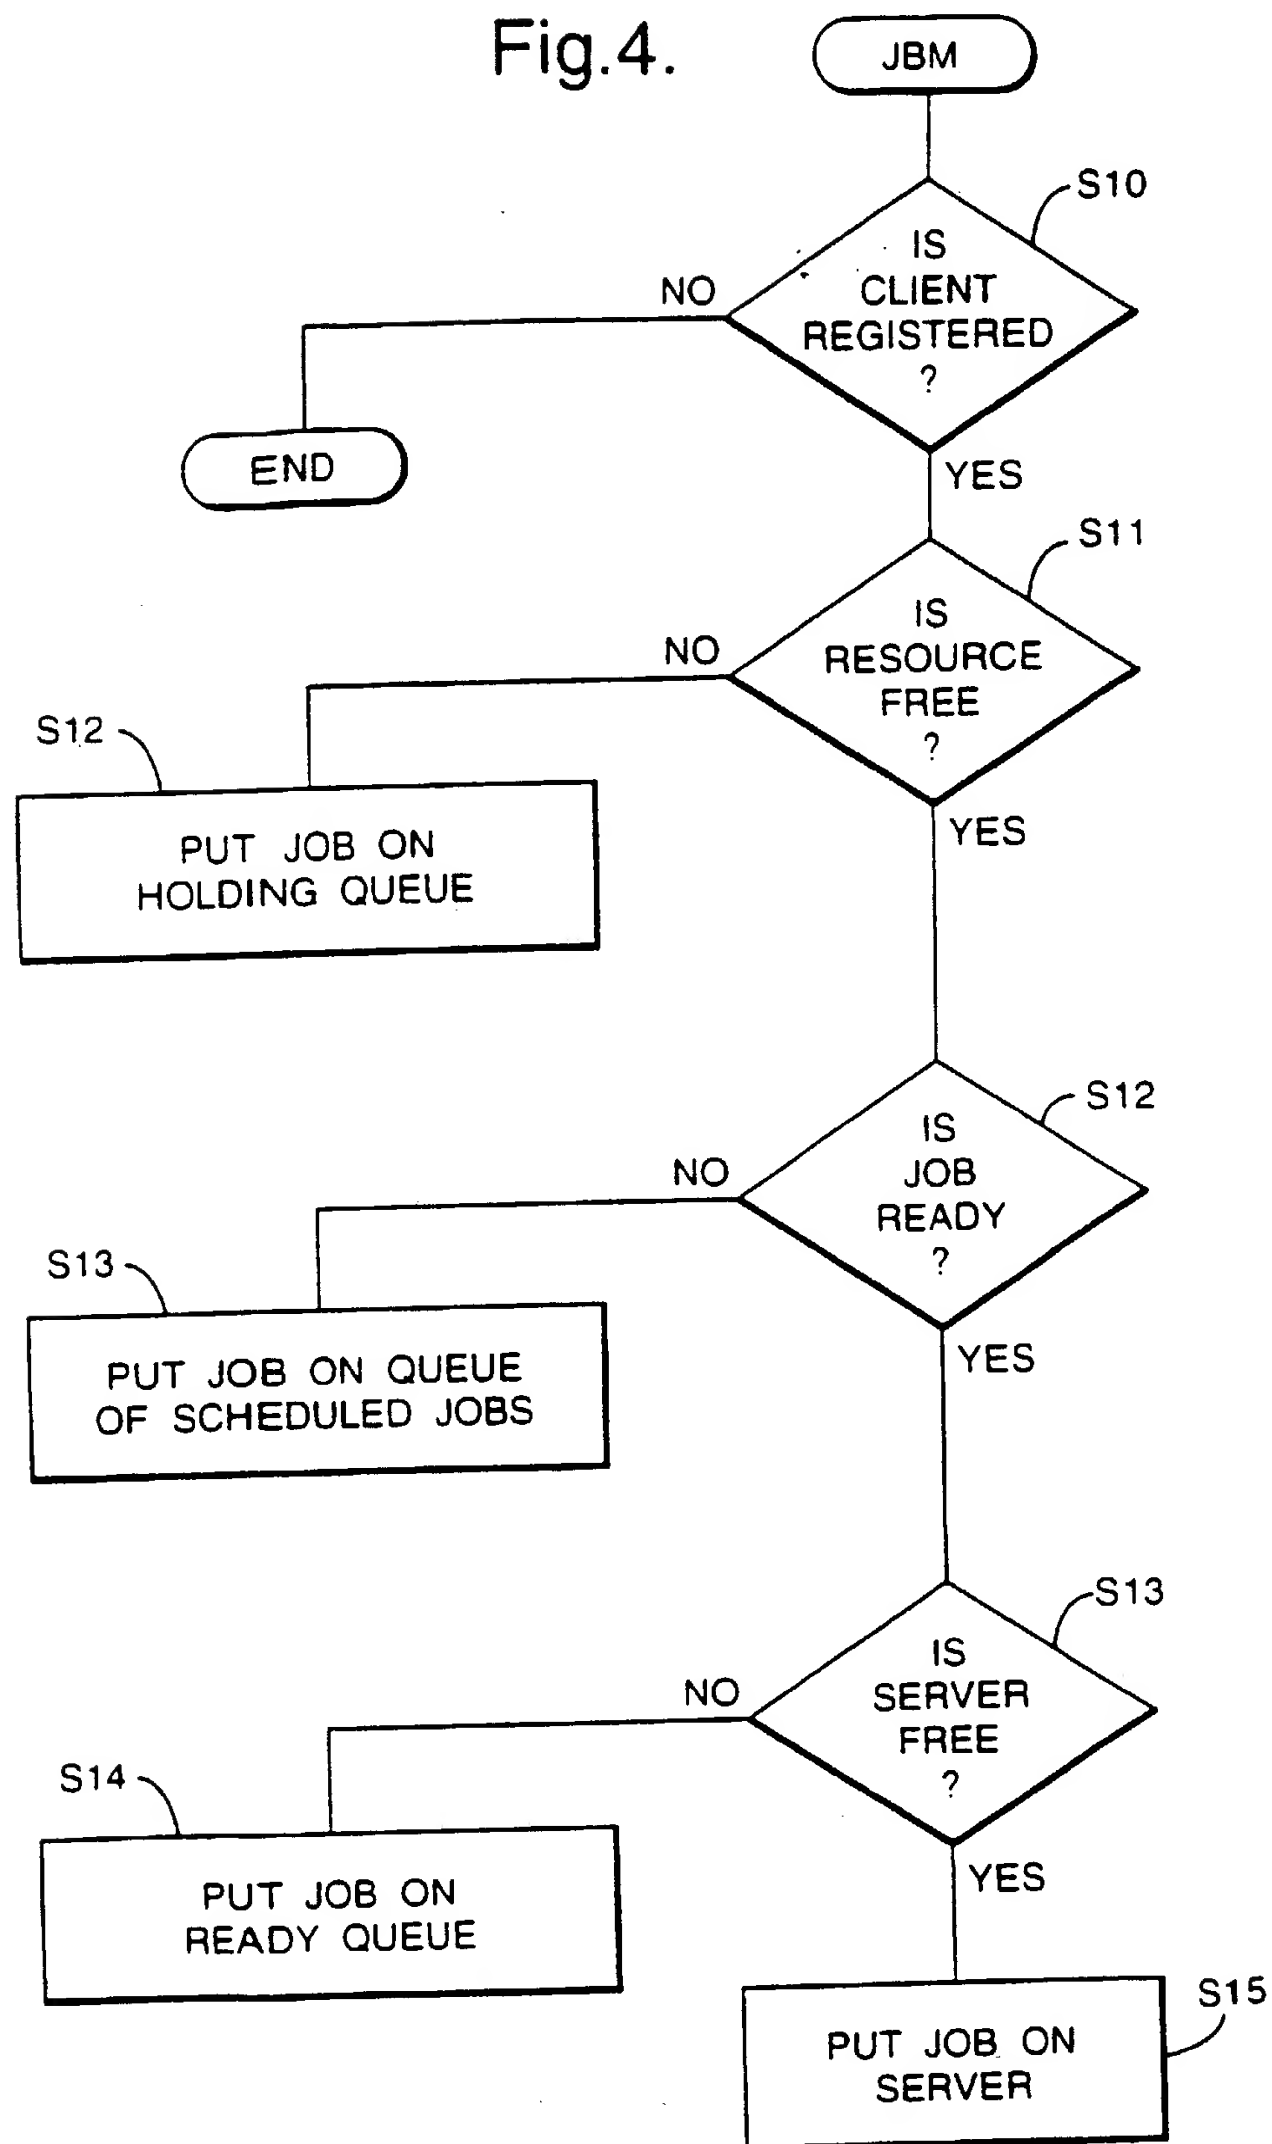 Fig.4.
JBM
S10
IS
CLIENT
REGISTERED
?
NO
END
YES
S11
IS
RESOURCE
FREE
?
NO
S12
PUT JOB ON
HOLDING QUEUE
YES
S12
IS
JOB
READY
?
NO
S13
PUT JOB ON QUEUE
OF SCHEDULED JOBS
YES
S13
IS
SERVER
FREE
?
NO
S14
PUT JOB ON
READY QUEUE
YES
S15
PUT JOB ON
SERVER